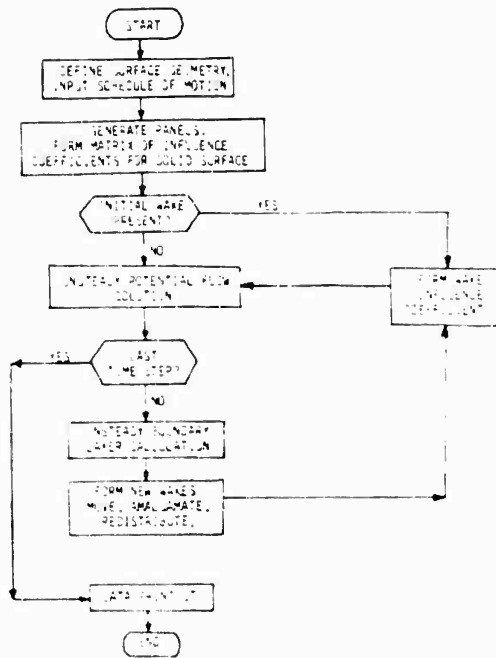 START
DEFINE SURFACE GEOMETRY,
INPUT SCHEDULE OF MOTION
GENERATE PANELS,
FORM MATRIX OF INFLUENCE
COEFFICIENTS FOR SOLID SURFACE
INITIAL WAKE
PRESENT?
YES
NO
UNSTEADY POTENTIAL FLOW
SOLUTION
FORM WAKE
INFLUENCE
COEFFICIENT
YES
LAST
TIME STEP?
NO
UNSTEADY BOUNDARY
LAYER CALCULATION
FORM NEW WAKES
MOVE, AMALGAMATE,
REDISTRIBUTE,
DATA PRINTOUT
END